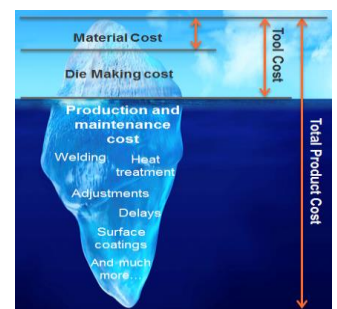 Material Cost
Die Making cost
Tool Cost
Total Product Cost
Production and
maintenance
cost
Welding
Heat
treatment
Adjustments
Delays
Surface
coatings
And much
more...